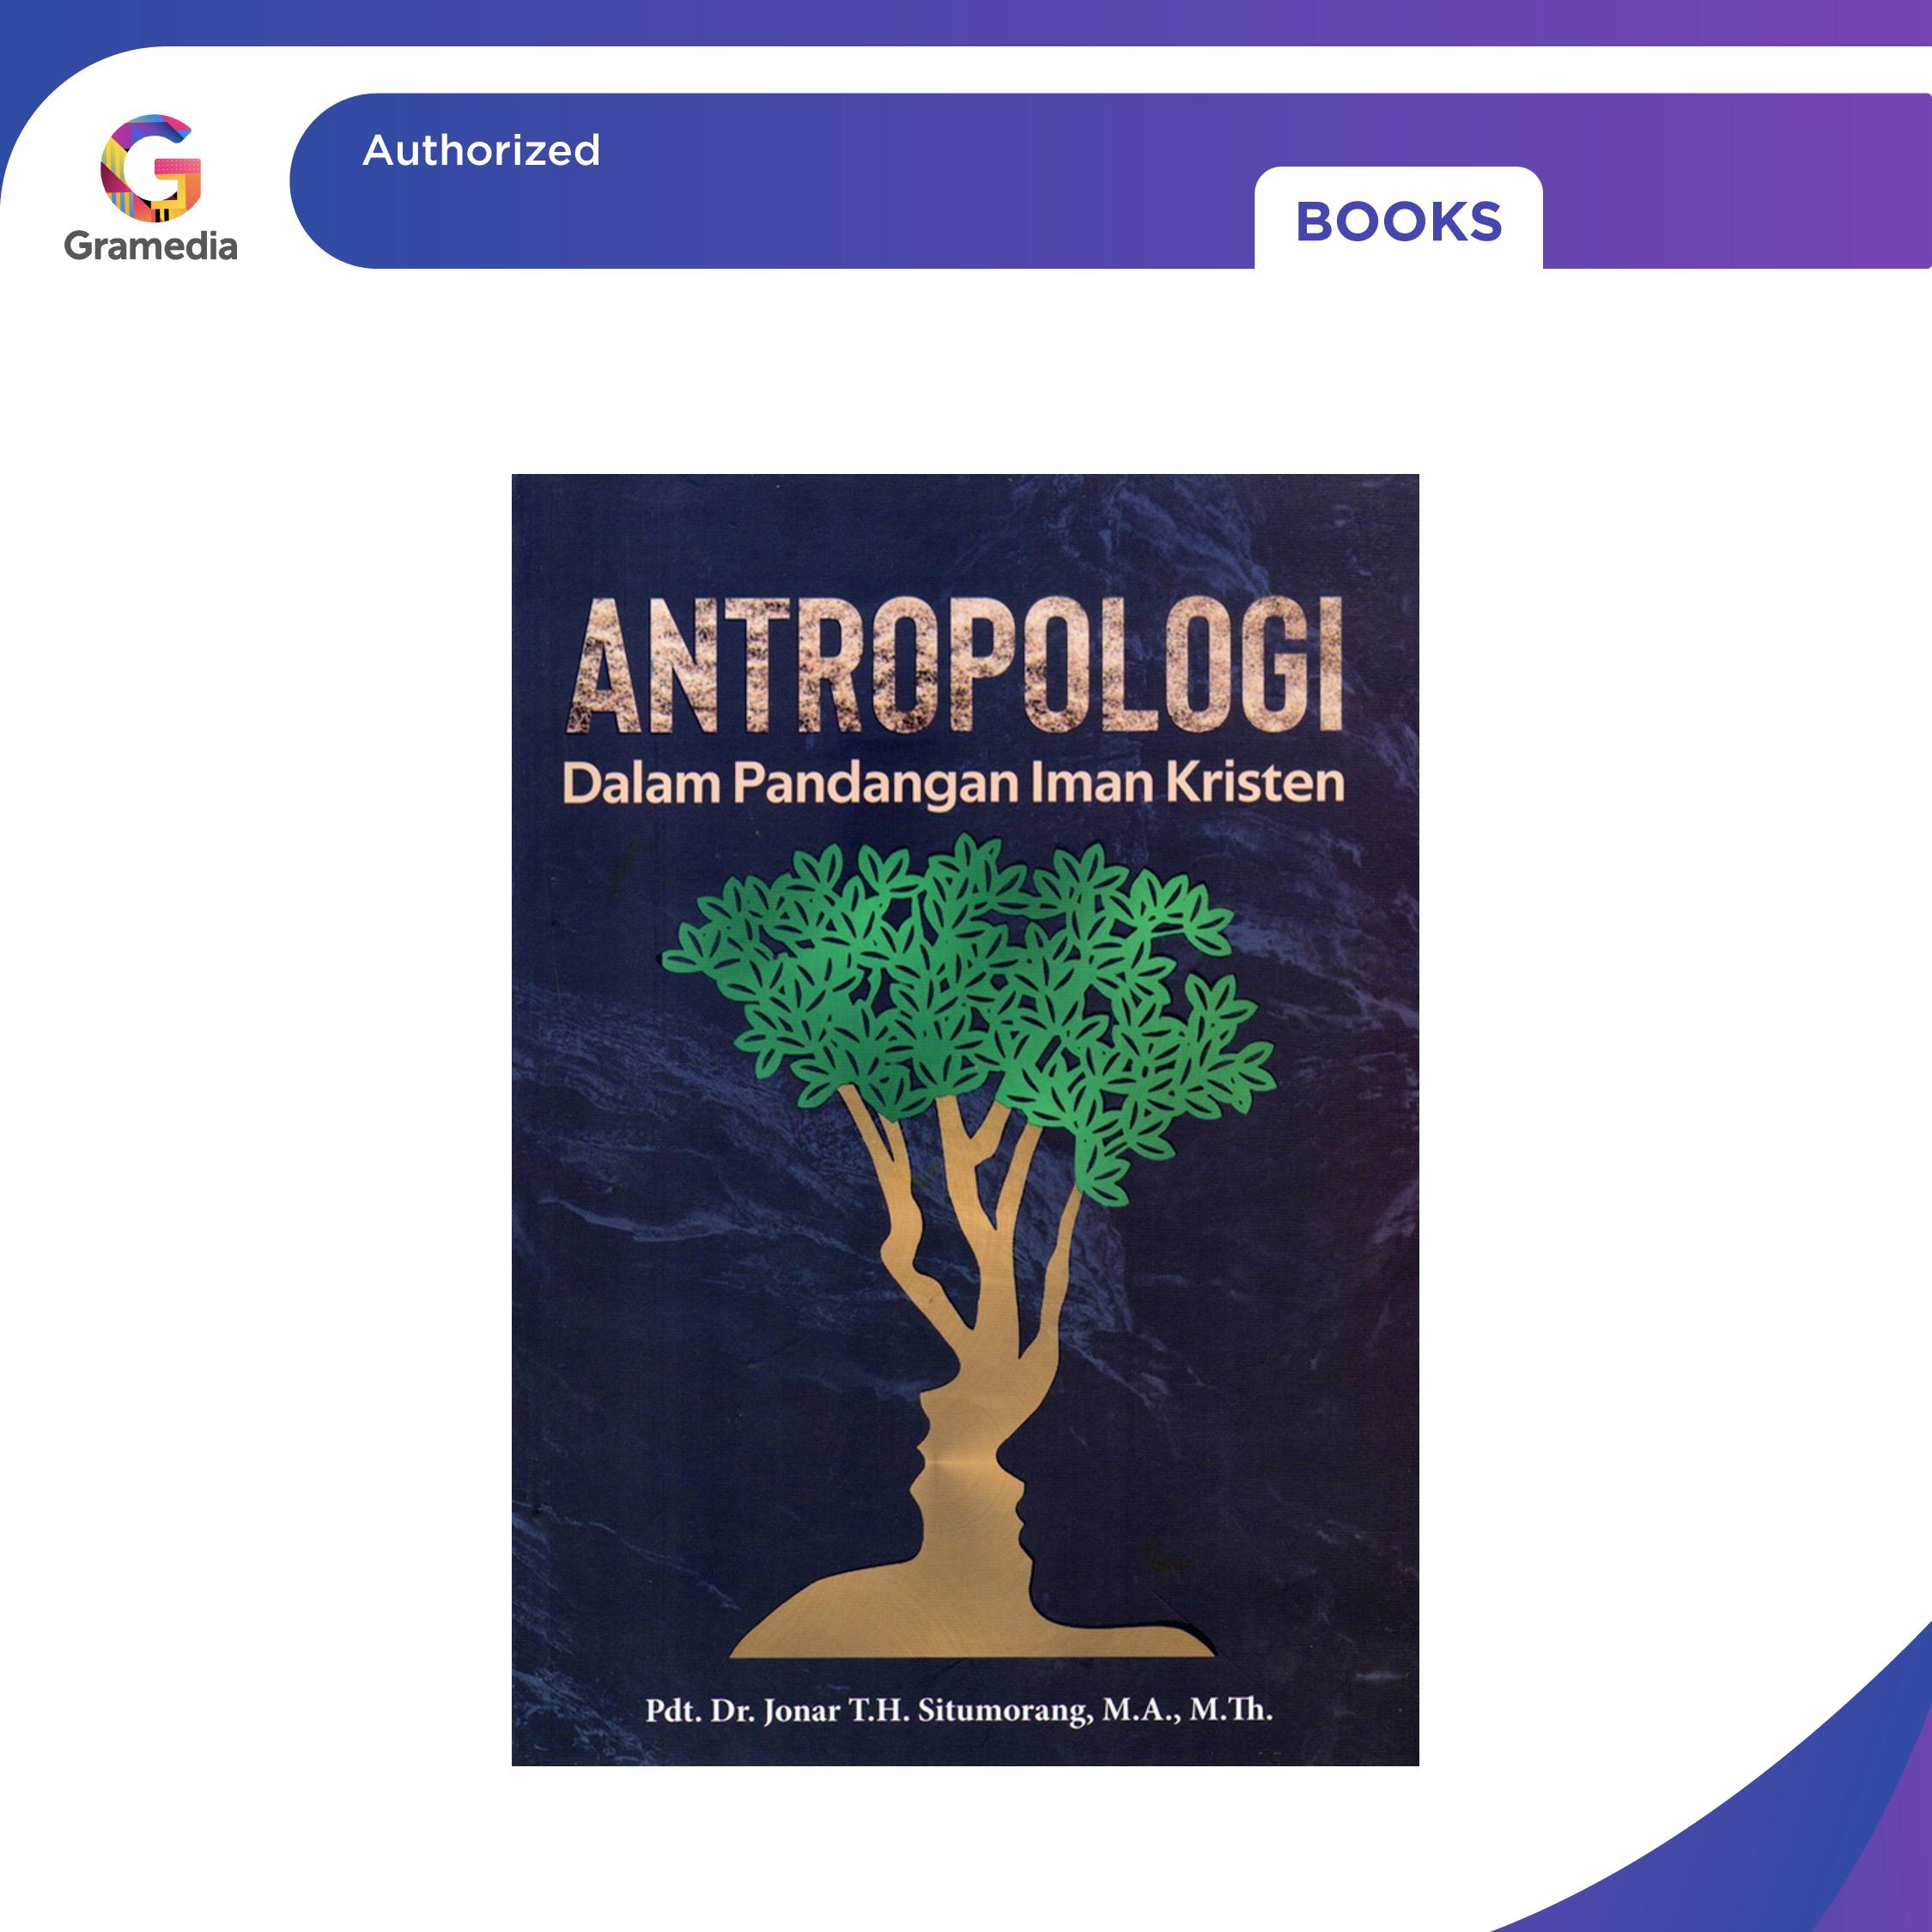 Gramedia
Authorized
BOOKS
ANTROPOLOGI
Dalam Pandangan Iman Kristen
Pdt. Dr. Jonar T.H. Situmorang, M.A., M.Th.